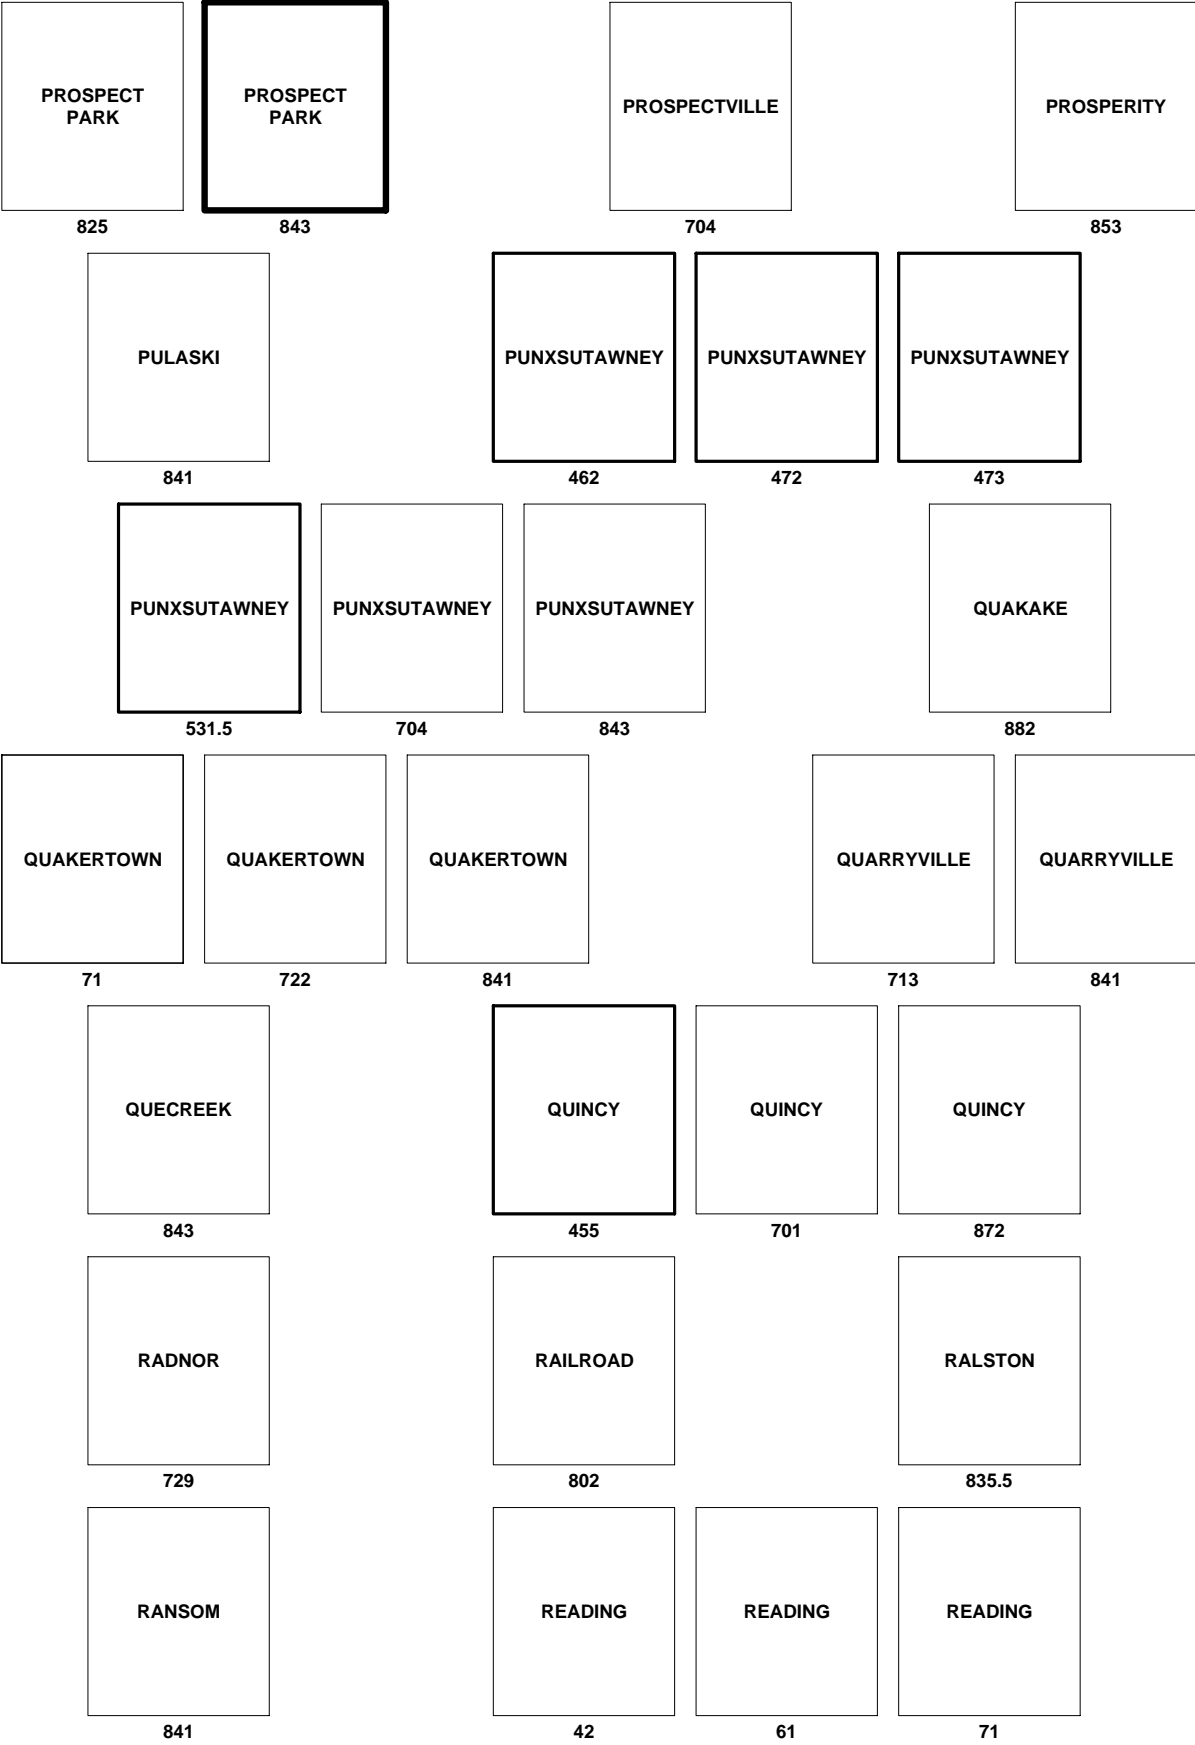 PROSPECT
PARK
825
PROSPECT
PARK
843
PROSPECTVILLE
704
PROSPERITY
853
PULASKI
841
PUNXSUTAWNEY
462
PUNXSUTAWNEY
472
PUNXSUTAWNEY
473
PUNXSUTAWNEY
531.5
PUNXSUTAWNEY
704
PUNXSUTAWNEY
843
QUAKAKE
882
QUAKERTOWN
71
QUAKERTOWN
722
QUAKERTOWN
841
QUARRYVILLE
713
QUARRYVILLE
841
QUECREEK
843
QUINCY
455
QUINCY
701
QUINCY
872
RADNOR
729
RAILROAD
802
RALSTON
835.5
RANSOM
841
READING
42
READING
61
READING
71